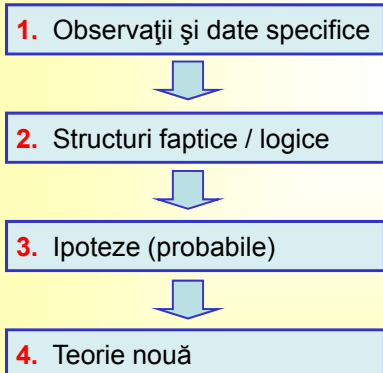 1. Observaţii şi date specifice
2. Structuri faptice / logice
3. Ipoteze (probabile)
4. Teorie nouă